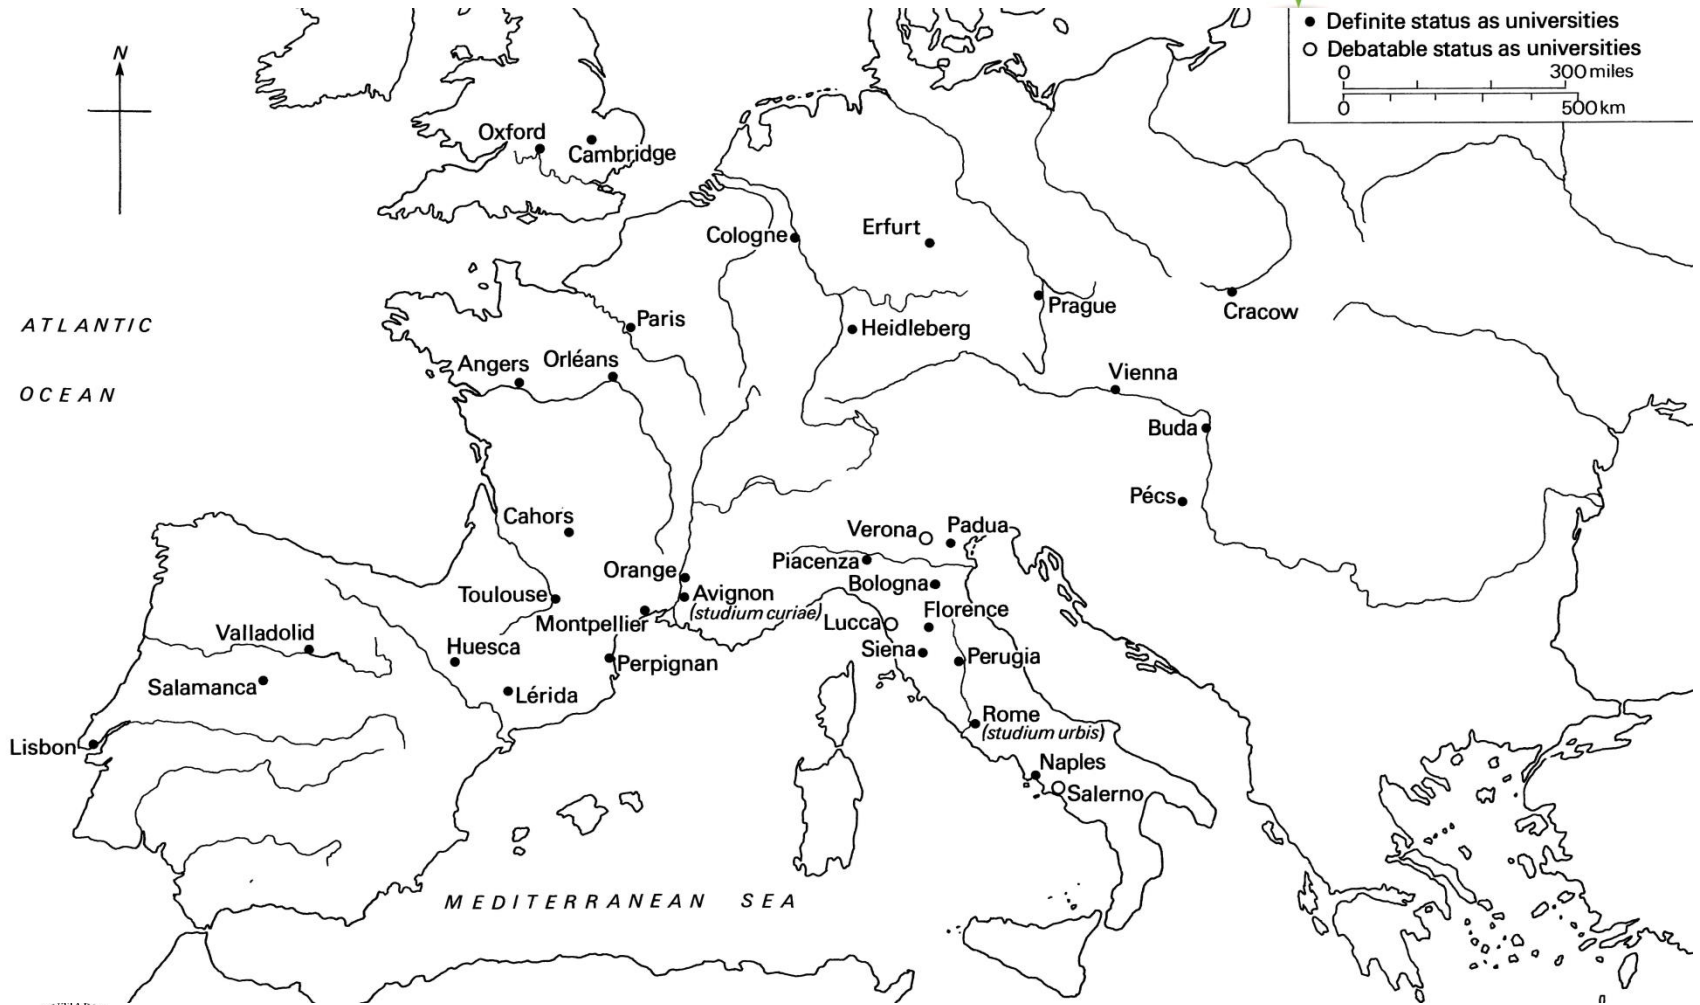 Definite status as universities
Debatable status as universities
0 300 miles
0 500 km
N
Oxford
Cambridge
Cologne
Erfurt
Paris
Prague
Cracow
ATLANTIC
Heidleberg
Angers
Orléans
Vienna
OCEAN
Buda
Pécs
Cahors
Verona
Padua
Piacenza
Orange
Bologna
Toulouse
Avignon
(studium curiae)
Florence
Montpellier
Lucca
Valladolid
Huesca
Siena
Perpignan
Perugia
Salamanca
Lérida
Rome
(studium urbis)
Lisbon
Naples
Salerno
MEDITERRANEAN SEA